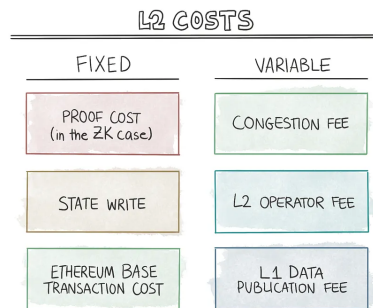 L2 COSTS
FIXED
PROOF COST
(in the ZK case)
STATE WRITE
ETHEREUM BASE
TRANSACTION COST
VARIABLE
CONGESTION FEE
L2 OPERATOR FEE
L1 DATA
PUBLICATION FEE